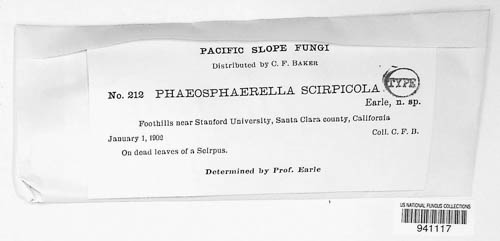 PACIFIC SLOPE FUNGI
Distributed by C. F. BAKER
No. 212 PHAEOSPHAERELLA SCIRPICOLA TYPE
Earle, n. sp.
Foothills near Stanford University, Santa Clara county, California
January 1, 1902 Coll. C. F. B.
On dead leaves of a Scirpus.
Determined by Prof. Earle
US NATIONAL FUNGUS COLLECTIONS
941117